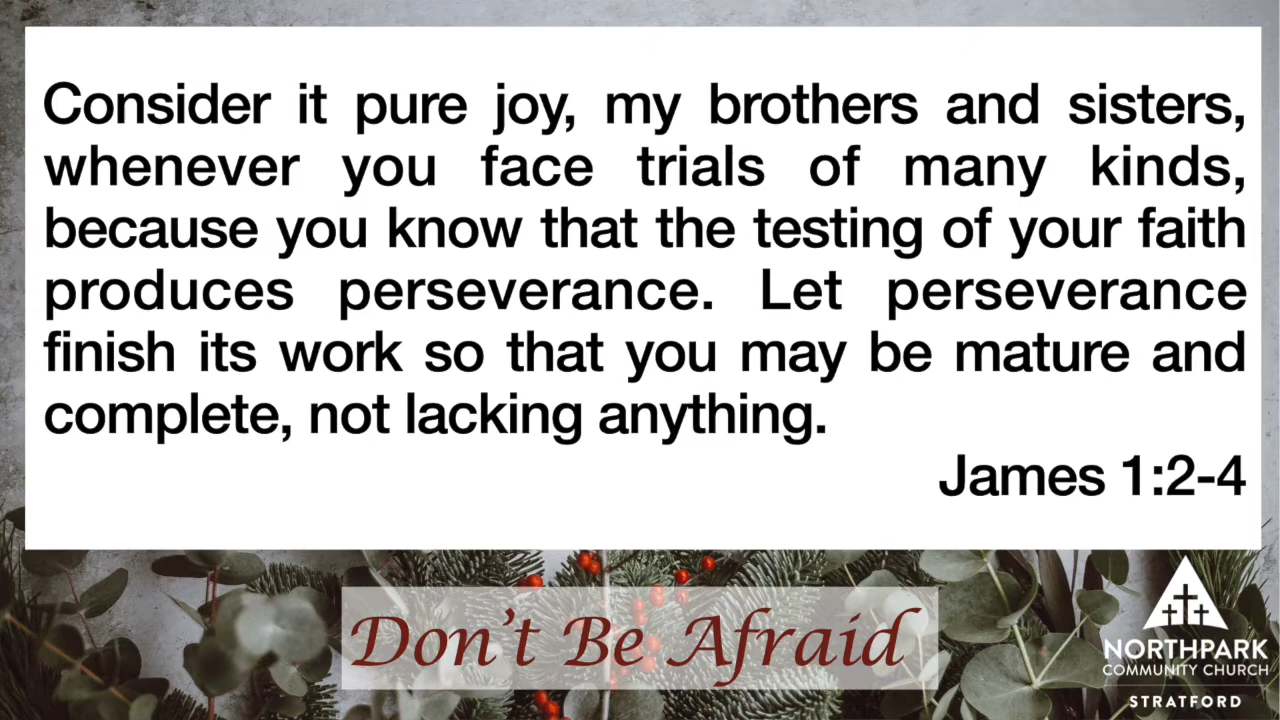 Consider it pure joy, my brothers and sisters,
whenever you face trials of many kinds,
because you know that the testing of your faith
produces perseverance. Let perseverance
finish its work so that you may be mature and
complete, not lacking anything.
James 1:2-4
Don't Be Afraid
NORTHPARK
COMMUNITY CHURCH
STRATFORD